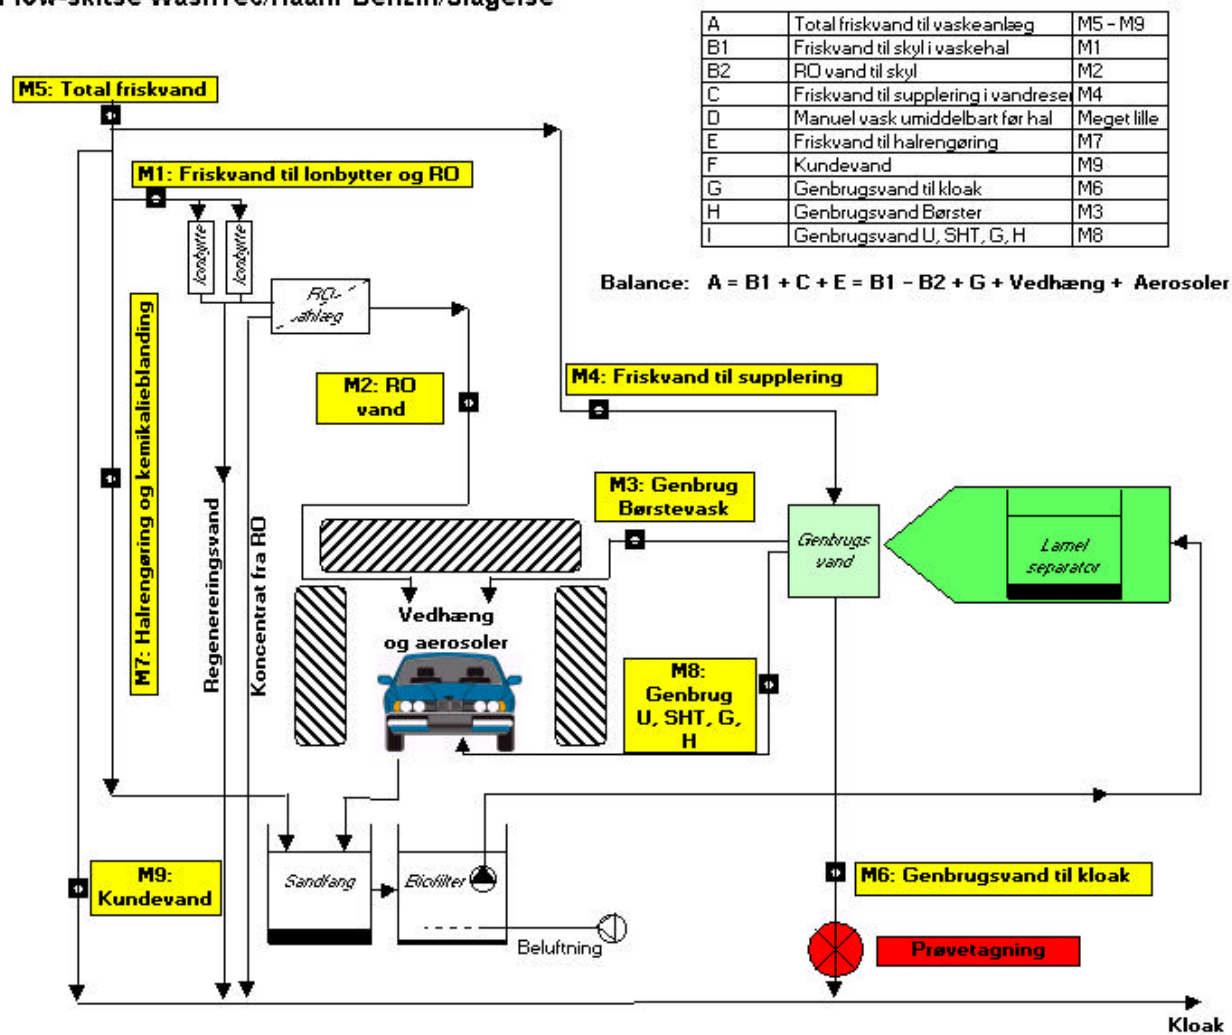 Flow-skitse WashTec/Haahr Benzin/Slagelse
A Total friskvand til vaskeanlæg M5 - M9
B1 Friskvand til skyl i vaskehal M1
B2 RO vand til skyl M2
C Friskvand til supplering i vandreser M4
D Manuel vask umiddelbart før hal Meget lille
E Friskvand til halrengøring M7
F Kundevand M9
G Genbrugsvand til kloak M6
H Genbrugsvand Børster M3
I Genbrugsvand U, SHT, G, H M8
Balance: A = B1 + C + E = B1 - B2 + G + Vedhæng + Aerosoler
M5: Total friskvand
M1: Friskvand til Ionbytter og RO
Ionbytte
Ionbytte
RO-
anlæg
M2: RO
vand
M4: Friskvand til supplering
M7: Halrengøring og kemikalieblanding
Regenereringsvand
Koncentrat fra RO
M3: Genbrug
Børstevask
Genbrugs
vand
Lamel
separator
Vedhæng
og aerosoler
M8:
Genbrug
U, SHT, G,
H
M9:
Kundevand
Sandfang
Biofilter
Beluftning
M6: Genbrugsvand til kloak
Prøvetagning
Kloak